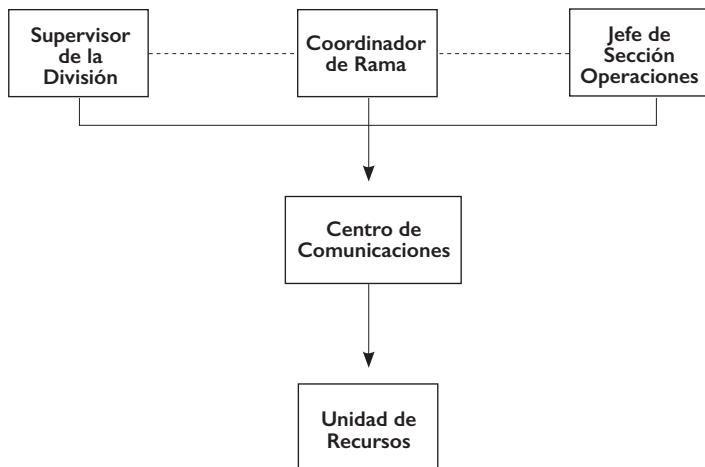 Supervisor
de la
División
Coordinador
de Rama
Jefe de
Sección
Operaciones
Centro de
Comunicaciones
Unidad de
Recursos